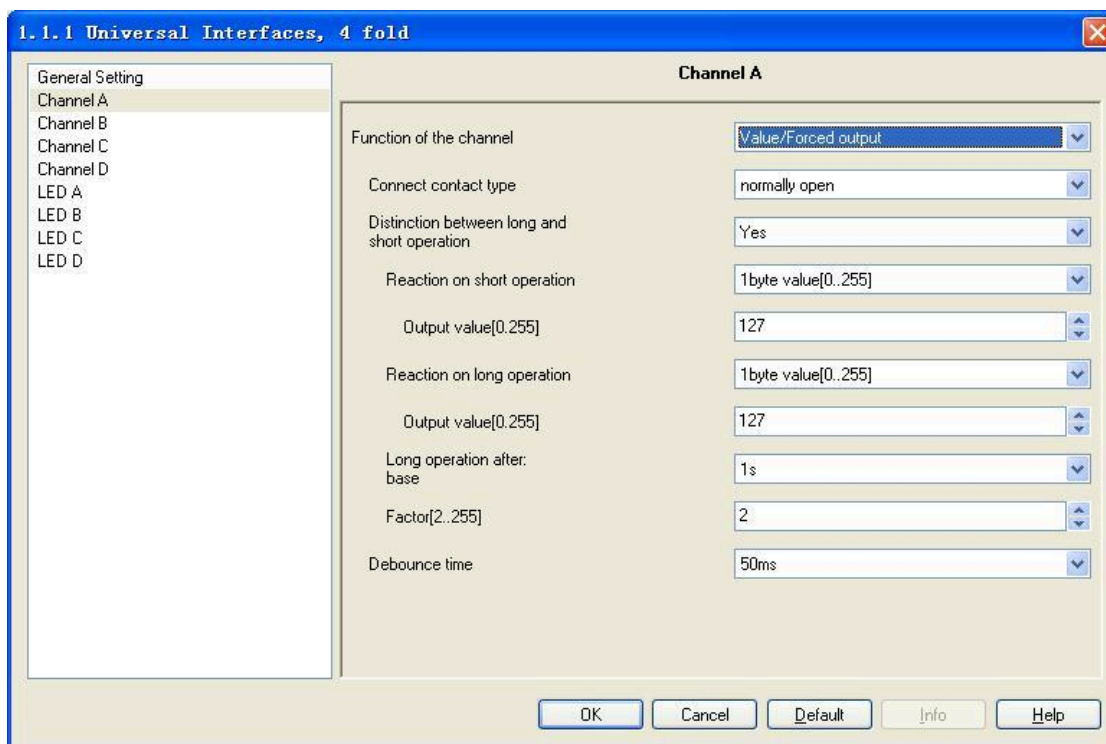 1.1.1 Universal Interfaces, 4 fold
General Setting
Channel A
Channel B
Channel C
Channel D
LED A
LED B
LED C
LED D
Channel A
Function of the channel
Value/Forced output
Connect contact type
normally open
Distinction between long and
short operation
Yes
Reaction on short operation
1byte value[0..255]
Output value[0.255]
127
Reaction on long operation
1byte value[0..255]
Output value[0.255]
127
Long operation after:
base
1s
Factor[2..255]
2
Debounce time
50ms
OK
Cancel
Default
Info
Help